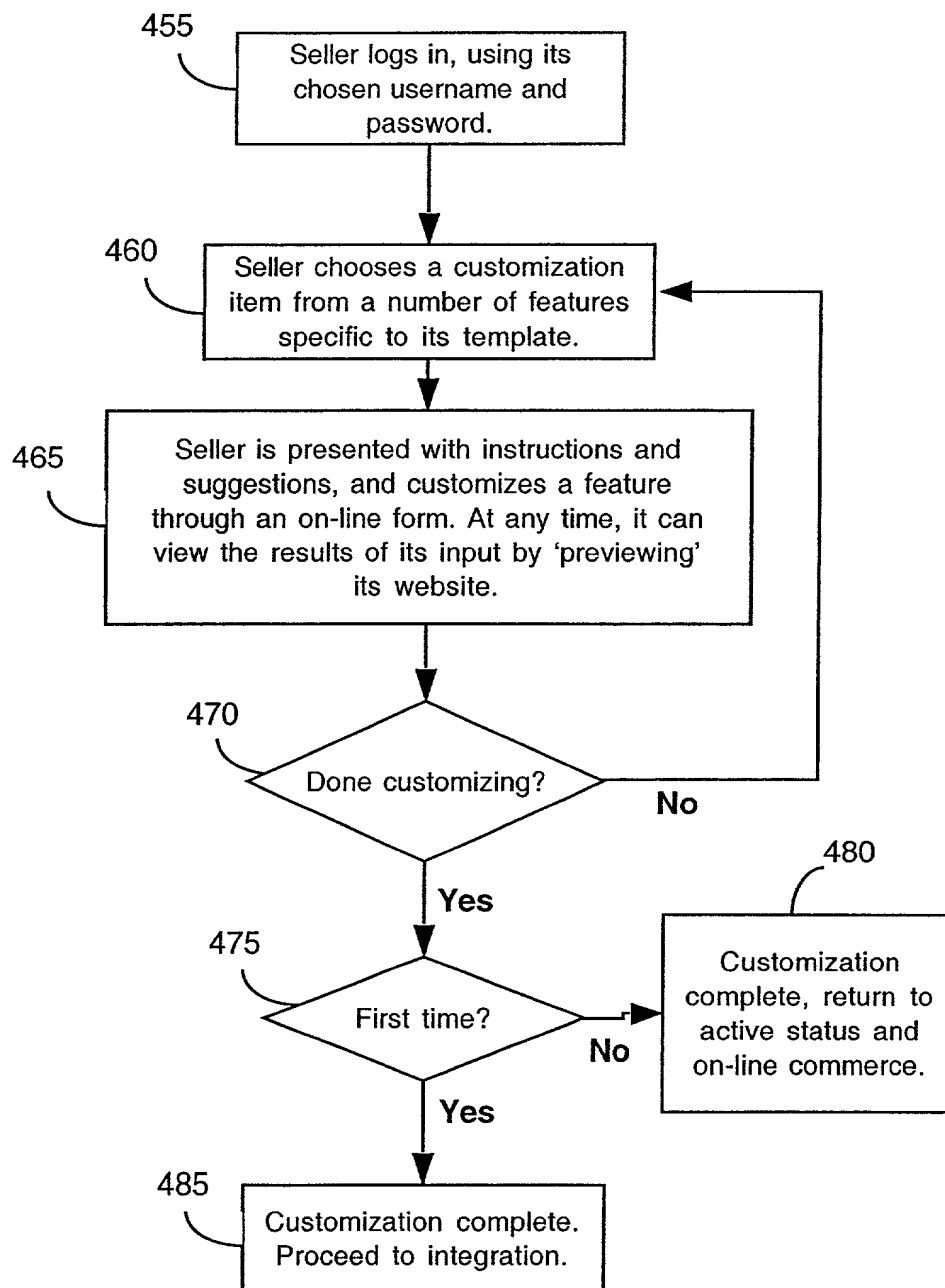 455
Seller logs in, using its
chosen username and
password.
460
Seller chooses a customization
item from a number of features
specific to its template.
465
Seller is presented with instructions and
suggestions, and customizes a feature
through an on-line form. At any time, it can
view the results of its input by ‘previewing’
its website.
470
Done customizing?
No
Yes
480
475
First time?
No
Customization
complete, return to
active status and
on-line commerce.
Yes
485
Customization complete.
Proceed to integration.